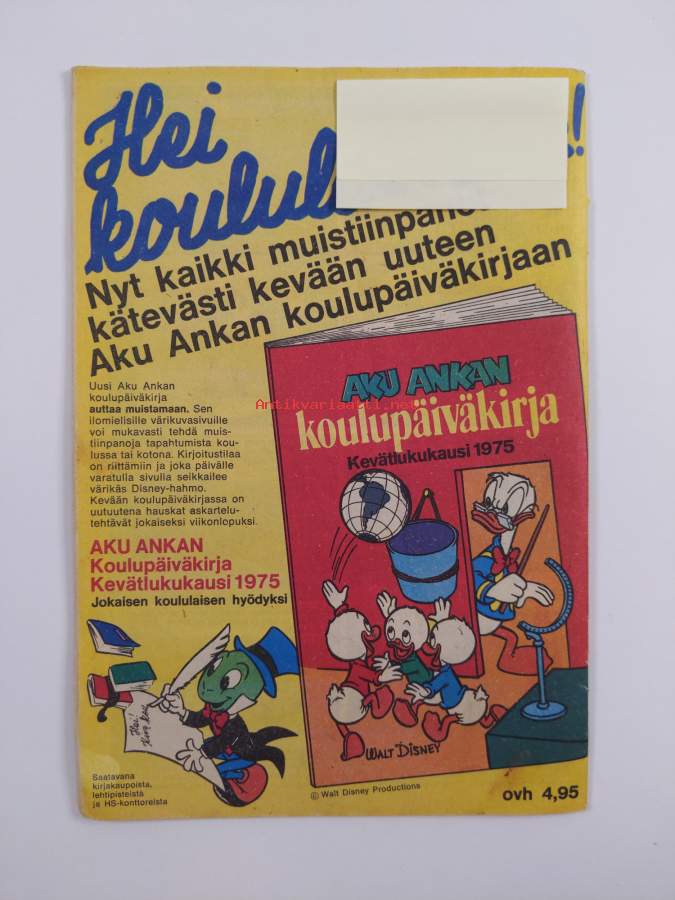 Hei
!
Nyt kaikki
kätevästi kevään uuteen
Aku Ankan koulupäiväkirjaan
Uusi Aku Ankan
koulupäiväkirja
auttaa muistamaan. Sen
ilomielisille värikuvasivuille
voi mukavasti tehdä muis-
tiinpanoja tapahtumista kou-
lussa tai kotona. Kirjoitustilaa
on riittämiin ja joka päivälle
varatulla sivulla seikkailee
värikäs Disney-hahmo.
Kevään koulupäiväkirjassa on
uutuutena hauskat askartelu-
tehtävät jokaiseksi viikonlopuksi.
AKU ANKAN
Koulupäiväkirja
Kevätlukukausi 1975
Jokaisen koululaisen hyödyksi
AKU ANKAN
koulupäiväkirja
Kevätlukukausi 1975
Antikvariaatti.net
Hei!
WALT DISNEY
Saatavana
kirjakaupoista,
lehtipisteistä
ja HS-konttoreista
© Walt Disney Productions
ovh 4,95